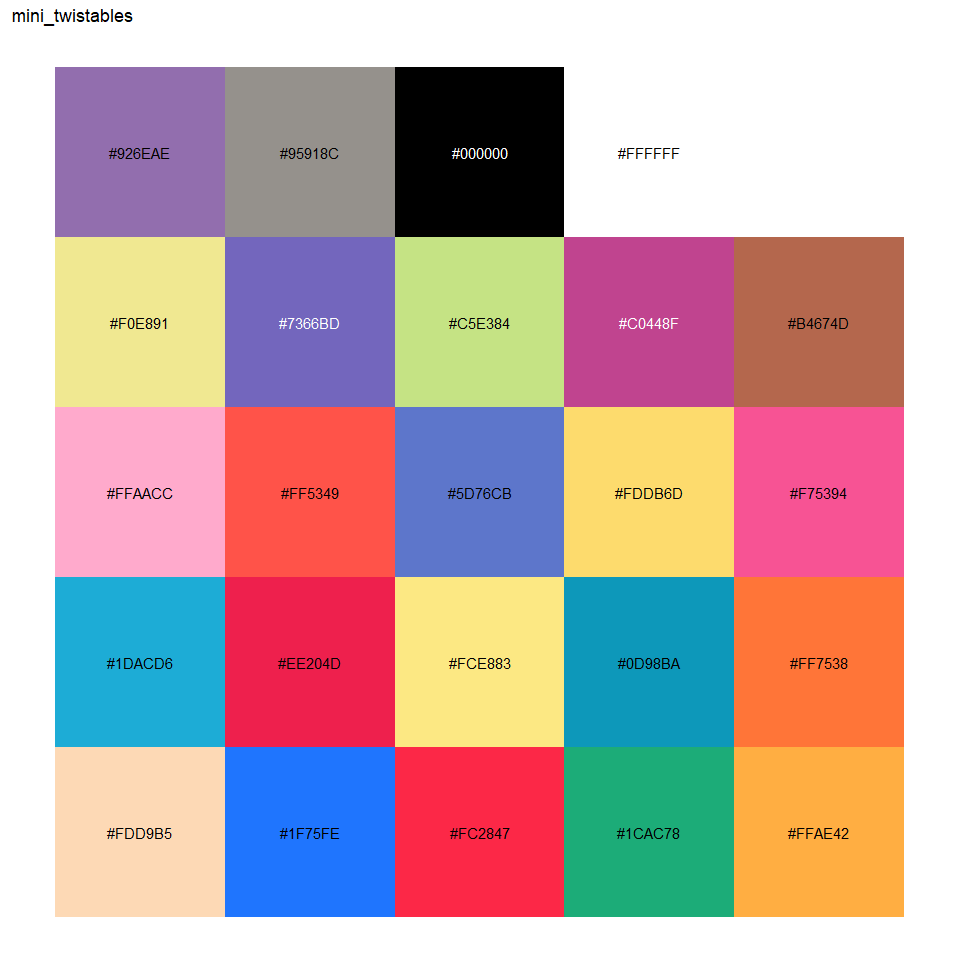 mini_twistables
#926EAE #95918C #000000 #FFFFFF
#F0E891 #7366BD #C5E384 #C0448F #B4674D
#FFAACC #FF5349 #5D76CB #FDDB6D #F75394
#1DACD6 #EE204D #FCE883 #0D98BA #FF7538
#FDD9B5 #1F75FE #FC2847 #1CAC78 #FFAE42